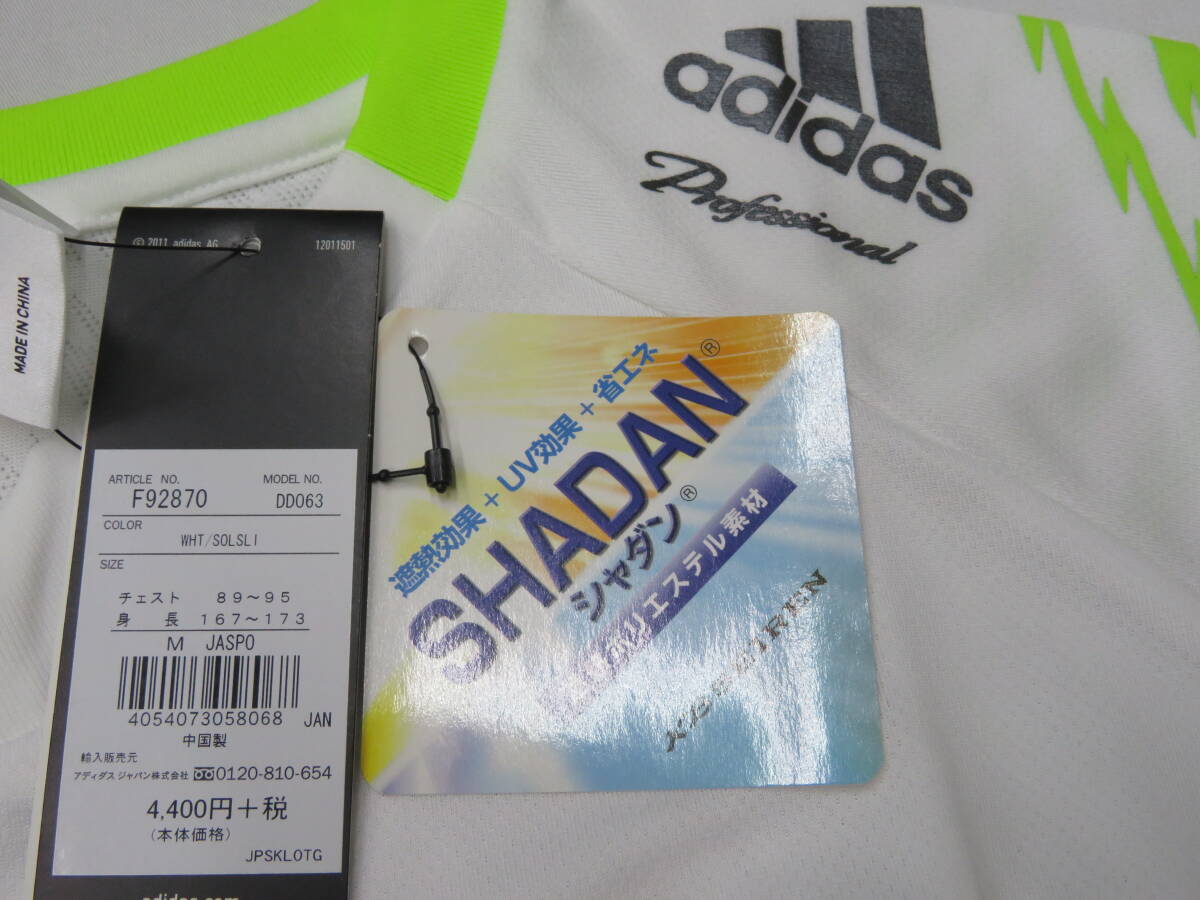 adidas
Professional
MADE IN CHINA
© 2011 adidas AG
12011501
ARTICLE NO.
MODEL NO.
F92870
DD063
COLOR
WHT/SOLSLI
SIZE
チェスト 89~95
身長 167~173
M JASPO
4054073058068 JAN
中国製
輸入販売元
アディダス ジャパン株式会社 0120-810-654
4,400円+税
(本体価格)
JPSKLOTG
adidas.com
遮熱効果+UV効果+省エネ
SHADAN®
シャダン®
ポリエステル素材